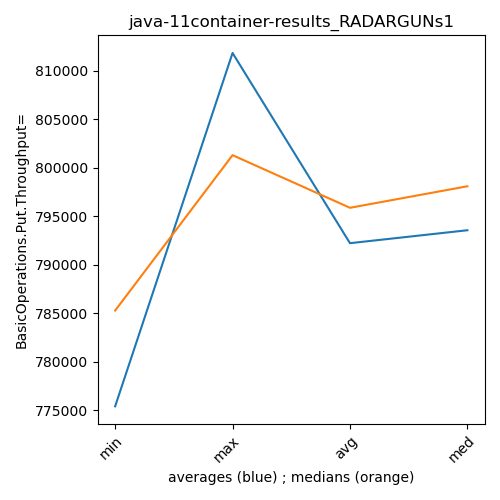 java-11container-results_RADARGUNs1
BasicOperations.Put.Throughput=
810000
805000
800000
795000
790000
785000
780000
775000
min
max
avg
med
averages (blue) ; medians (orange)